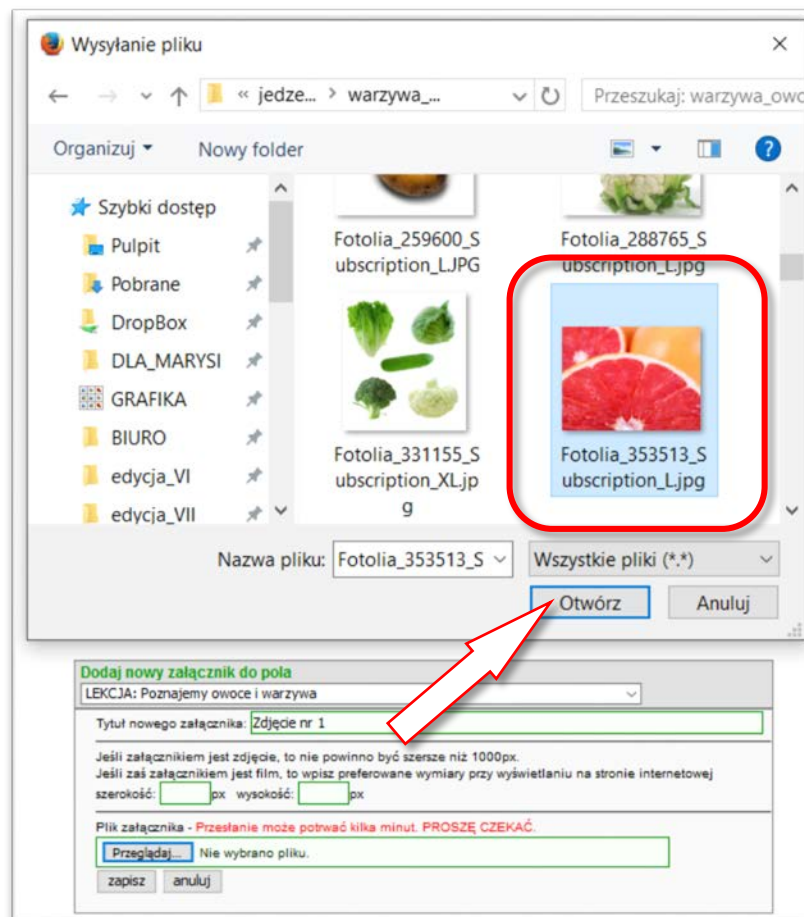 Wysyłanie pliku
« jedze... > warzywa_...
Przeszukaj: warzywa_owo
Organizuj
Nowy folder
Szybki dostęp
Pulpit
Pobrane
DropBox
DLA_MARYSI
GRAFIKA
BIURO
edycja_VI
edycja_VII
Fotolia_259600_S
ubscription_L.JPG
Fotolia_288765_S
ubscription_L.jpg
Fotolia_331155_S
ubscription_XL.jp
g
Fotolia_353513_S
ubscription_L.jpg
Nazwa pliku: Fotolia_353513_S
Wszystkie pliki (*.*)
Otwórz Anuluj
Dodaj nowy załącznik do pola
LEKCJA: Poznajemy owoce i warzywa
Tytuł nowego załącznika: Zdjęcie nr 1
Jeśli załącznikiem jest zdjęcie, to nie powinno być szersze niż 1000px.
Jeśli zaś załącznikiem jest film, to wpisz preferowane wymiary przy wyświetlaniu na stronie internetowej
szerokość: px wysokość: px
Plik załącznika - Przesłanie może potrwać kilka minut. PROSZĘ CZEKAĆ.
Przeglądaj... Nie wybrano pliku.
zapisz anuluj